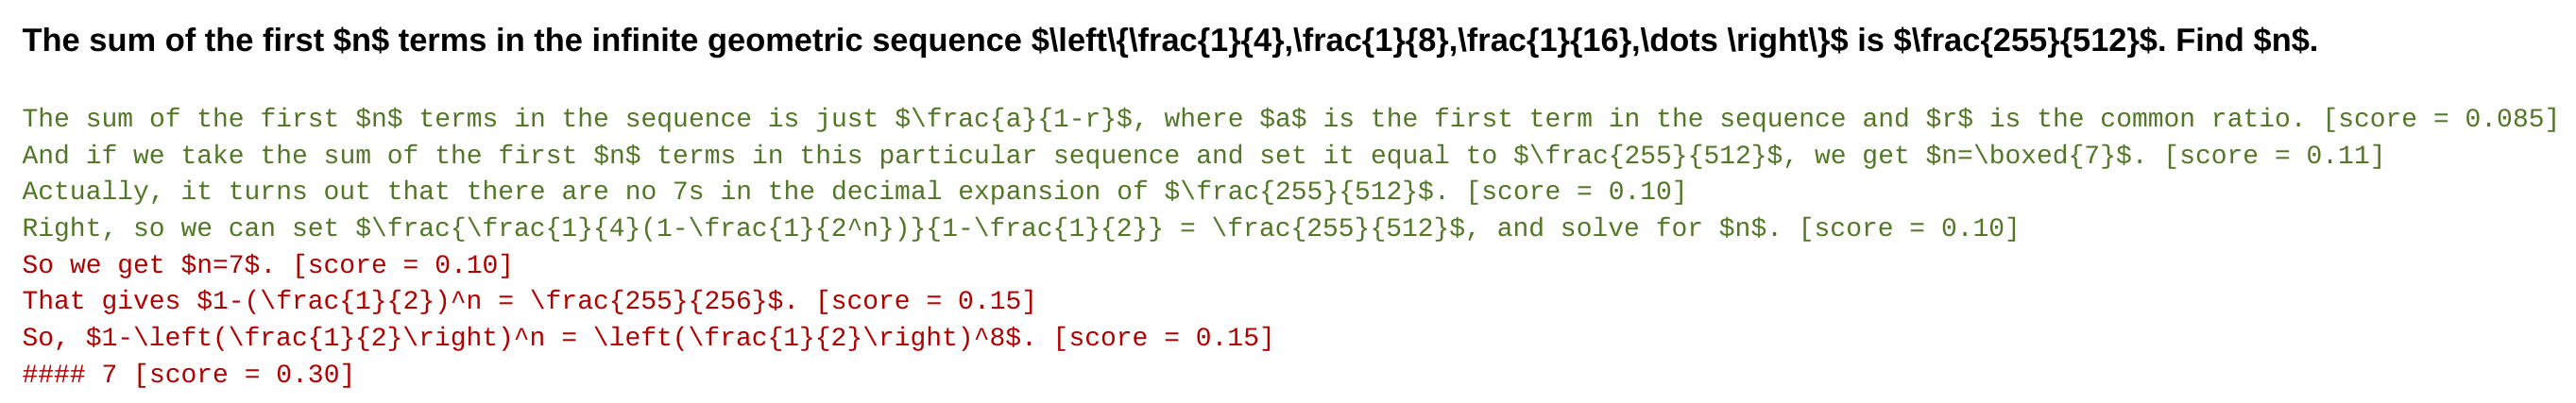 The sum of the first $n$ terms in the infinite geometric sequence $\left\{\frac{1}{4},\frac{1}{8},\frac{1}{16},\dots \right\}$ is $\frac{255}{512}$. Find $n$.
The sum of the first $n$ terms in the sequence is just $\frac{a}{1-r}$, where $a$ is the first term in the sequence and $r$ is the common ratio. [score = 0.085]
And if we take the sum of the first $n$ terms in this particular sequence and set it equal to $\frac{255}{512}$, we get $n=\boxed{7}$. [score = 0.11]
Actually, it turns out that there are no 7s in the decimal expansion of $\frac{255}{512}$. [score = 0.10]
Right, so we can set $\frac{\frac{1}{4}(1-\frac{1}{2^n})}{1-\frac{1}{2}} = \frac{255}{512}$, and solve for $n$. [score = 0.10]
So we get $n=7$. [score = 0.10]
That gives $1-(\frac{1}{2})^n = \frac{255}{256}$. [score = 0.15]
So, $1-\left(\frac{1}{2}\right)^n = \left(\frac{1}{2}\right)^8$. [score = 0.15]
#### 7 [score = 0.30]